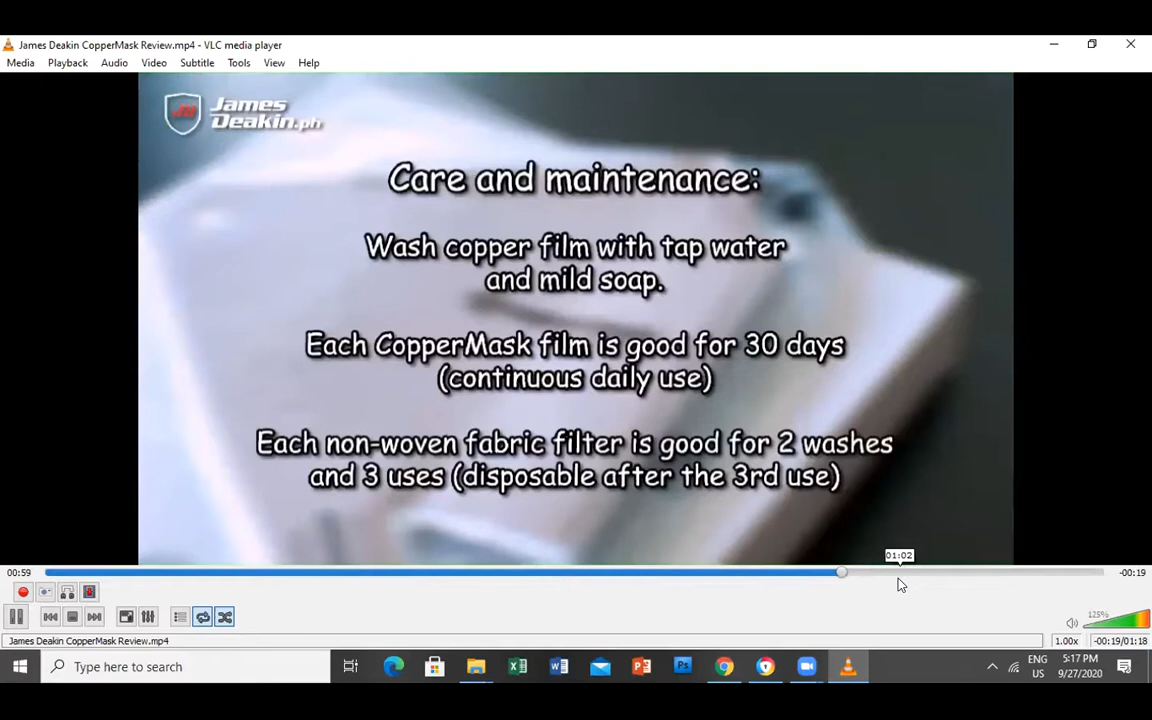 James Deakin CopperMask Review.mp4 - VLC media player
Media Playback Audio Video Subtitle Tools View Help
James
Deakin.ph
Care and maintenance:
Wash copper film with tap water
and mild soap.
Each CopperMask film is good for 30 days
(continuous daily use)
Each non-woven fabric filter is good for 2 washes
and 3 uses (disposable after the 3rd use)
01:02
00:59
-00:19
125%
James Deakin CopperMask Review.mp4
1.00x
-00:19/01:18
Type here to search
ENG
US
5:17 PM
9/27/2020